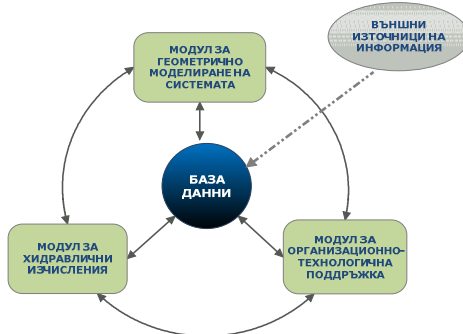 ВЪНШНИ
ИЗТОЧНИЦИ НА
ИНФОРМАЦИЯ
МОДУЛ ЗА
ГЕОМЕТРИЧНО
МОДЕЛИРАНЕ НА
СИСТЕМАТА
БАЗА
ДАННИ
МОДУЛ ЗА
ХИДРАВЛИЧНИ
ИЗЧИСЛЕНИЯ
МОДУЛ ЗА
ОРГАНИЗАЦИОННО–
ТЕХНОЛОГИЧНА
ПОДДРЪЖКА